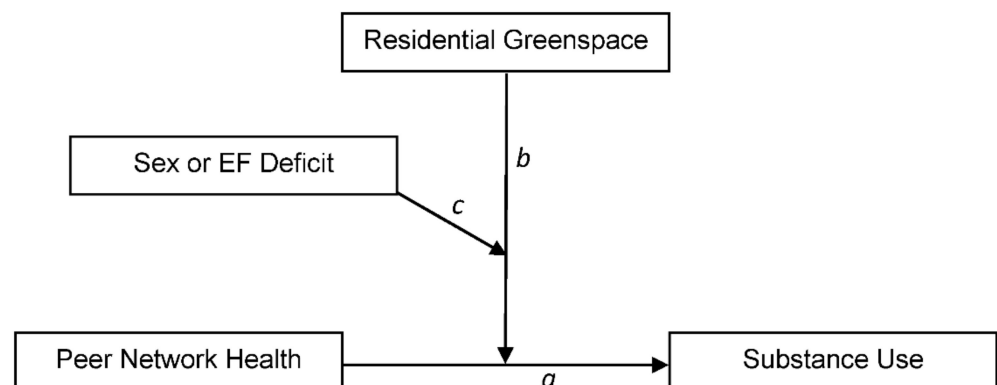 Residential Greenspace
Sex or EF Deficit
b
c
Peer Network Health
Substance Use
a